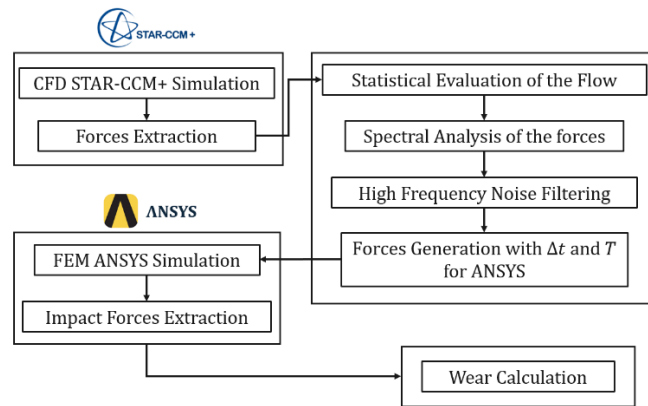 STAR-CCM+
CFD STAR-CCM+ Simulation
Forces Extraction
Statistical Evaluation of the Flow
Spectral Analysis of the forces
High Frequency Noise Filtering
Forces Generation with Δt and T
for ANSYS
ΛNSYS
FEM ANSYS Simulation
Impact Forces Extraction
Wear Calculation